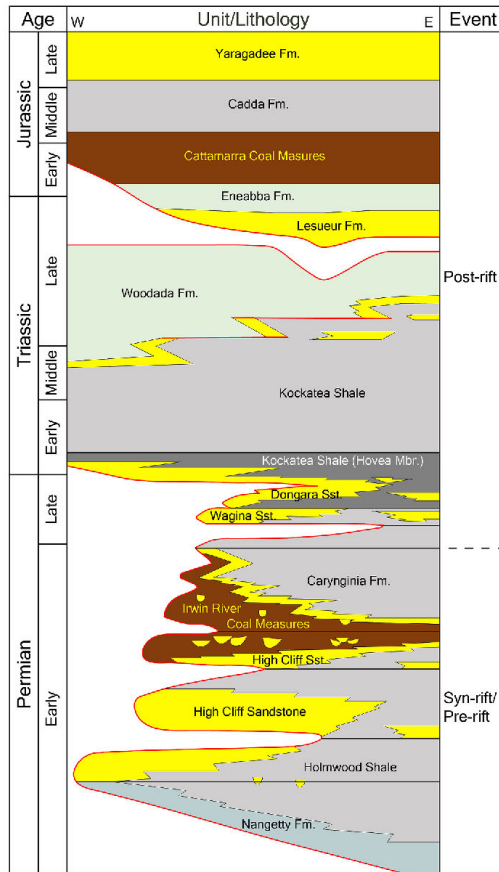 Age W Unit/Lithology E Event
Jurassic
Late
Middle
Early
Yaragadee Fm.
Cadda Fm.
Cattamarra Coal Masures
Eneabba Fm.
Lesueur Fm.
Triassic
Late
Middle
Early
Woodada Fm.
Post-rift
Kockatea Shale
Kockatea Shale (Hovea Mbr.)
Permian
Late
Early
Dongara Sst.
Wagina Sst.
Carynginia Fm.
Irwin River
Coal Measures
High Cliff Sst.
High Cliff Sandstone
Syn-rift/
Pre-rift
Holmwood Shale
Nangetty Fm.